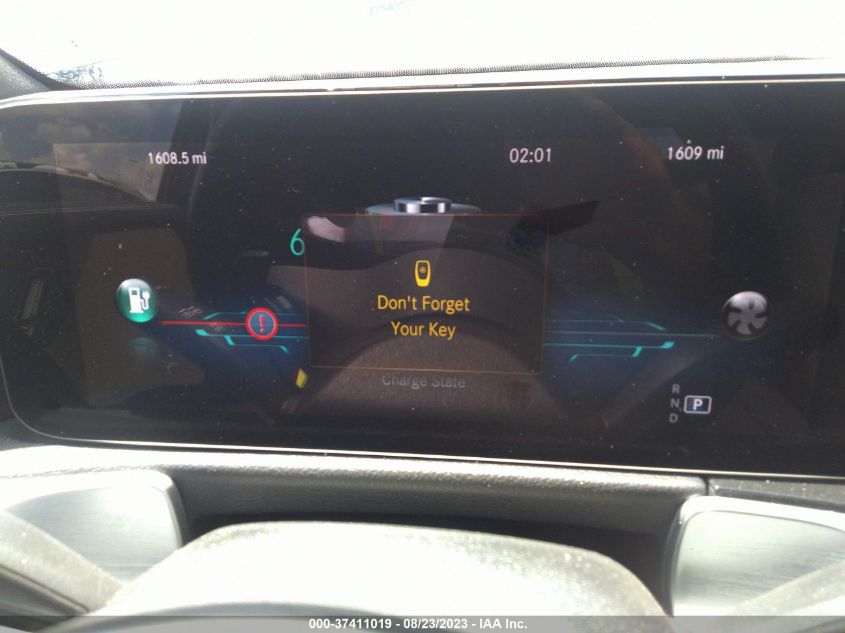 1608.5 mi
02:01
1609 mi
6
Don't Forget
Your Key
Charge State
R
N P
D
000-37411019 - 08/23/2023 - IAA Inc.